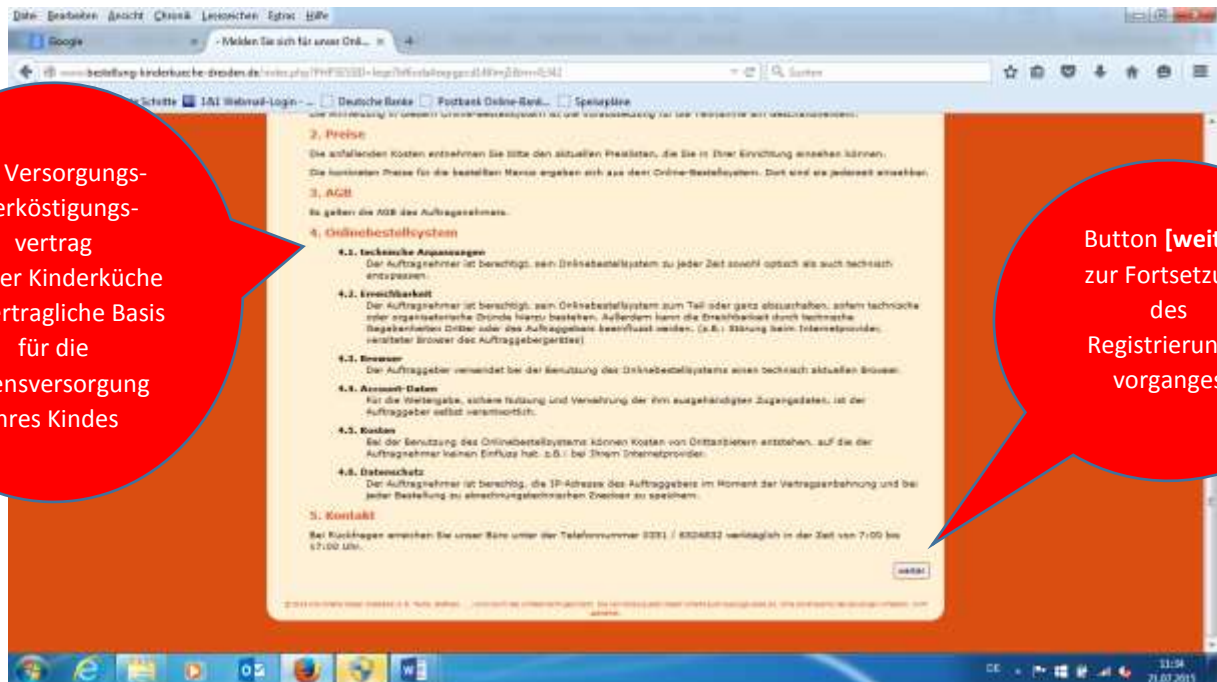 Datei Bearbeiten Ansicht Chronik Lesezeichen Extras Hilfe
Google
- Melden Sie sich für unser Onl...
bestellung-kinderkueche-dresden.de
Suchen
1&1 Webmail-Login - ... Deutsche Banke Postbank Online-Bank... Speisepläne
2. Preise
Die anfallenden Kosten entnehmen Sie bitte den aktuellen Preislisten, die Sie in Ihrer Einrichtung einsehen können.
Die konkreten Preise für die bestellten Menüs ergeben sich aus dem Online-Bestellsystem. Dort sind sie jederzeit einsehbar.
3. AGB
Es gelten die AGB des Auftragnehmers.
4. Onlinebestellsystem
4.1. technische Anpassungen
Der Auftragnehmer ist berechtigt, sein Onlinebestellsystem zu jeder Zeit sowohl optisch als auch technisch
anzupassen.
4.2. Erreichbarkeit
Der Auftragnehmer ist berechtigt, sein Onlinebestellsystem zum Teil oder ganz abzuschalten, sofern technische
oder organisatorische Gründe hierzu bestehen. Außerdem kann die Erreichbarkeit durch technische
Begebenheiten Dritter oder des Auftraggebers beeinflusst werden. (z.B.: Störung beim Internetprovider,
veralteter Browser des Auftraggebergerätes)
4.3. Browser
Der Auftraggeber verwendet bei der Benutzung des Onlinebestellsystems einen technisch aktuellen Browser.
4.4. Account-Daten
Für die Weitergabe, sichere Nutzung und Verwahrung der ihm ausgehändigten Zugangsdaten, ist der
Auftraggeber selbst verantwortlich.
4.5. Kosten
Bei der Benutzung des Onlinebestellsystems können Kosten von Drittanbietern entstehen, auf die der
Auftragnehmer keinen Einfluss hat. z.B.: bei Ihrem Internetprovider.
4.6. Datenschutz
Der Auftragnehmer ist berechtigt, die IP-Adresse des Auftraggebers im Moment der Vertragsanbahnung und bei
jeder Bestellung zu abrechnungstechnischen Zwecken zu speichern.
5. Kontakt
Bei Rückfragen erreichen Sie unser Büro unter der Telefonnummer 0351 / werktäglich in der Zeit von 7:00 bis
17:00 Uhr.
weiter
Versorgungs-
erköstigungs-
vertrag
er Kinderküche
ertragliche Basis
für die
ensversorgung
hres Kindes
Button [weit
zur Fortsetzu
des
Registrierun
vorganges
DE
11:34
21.07.2015